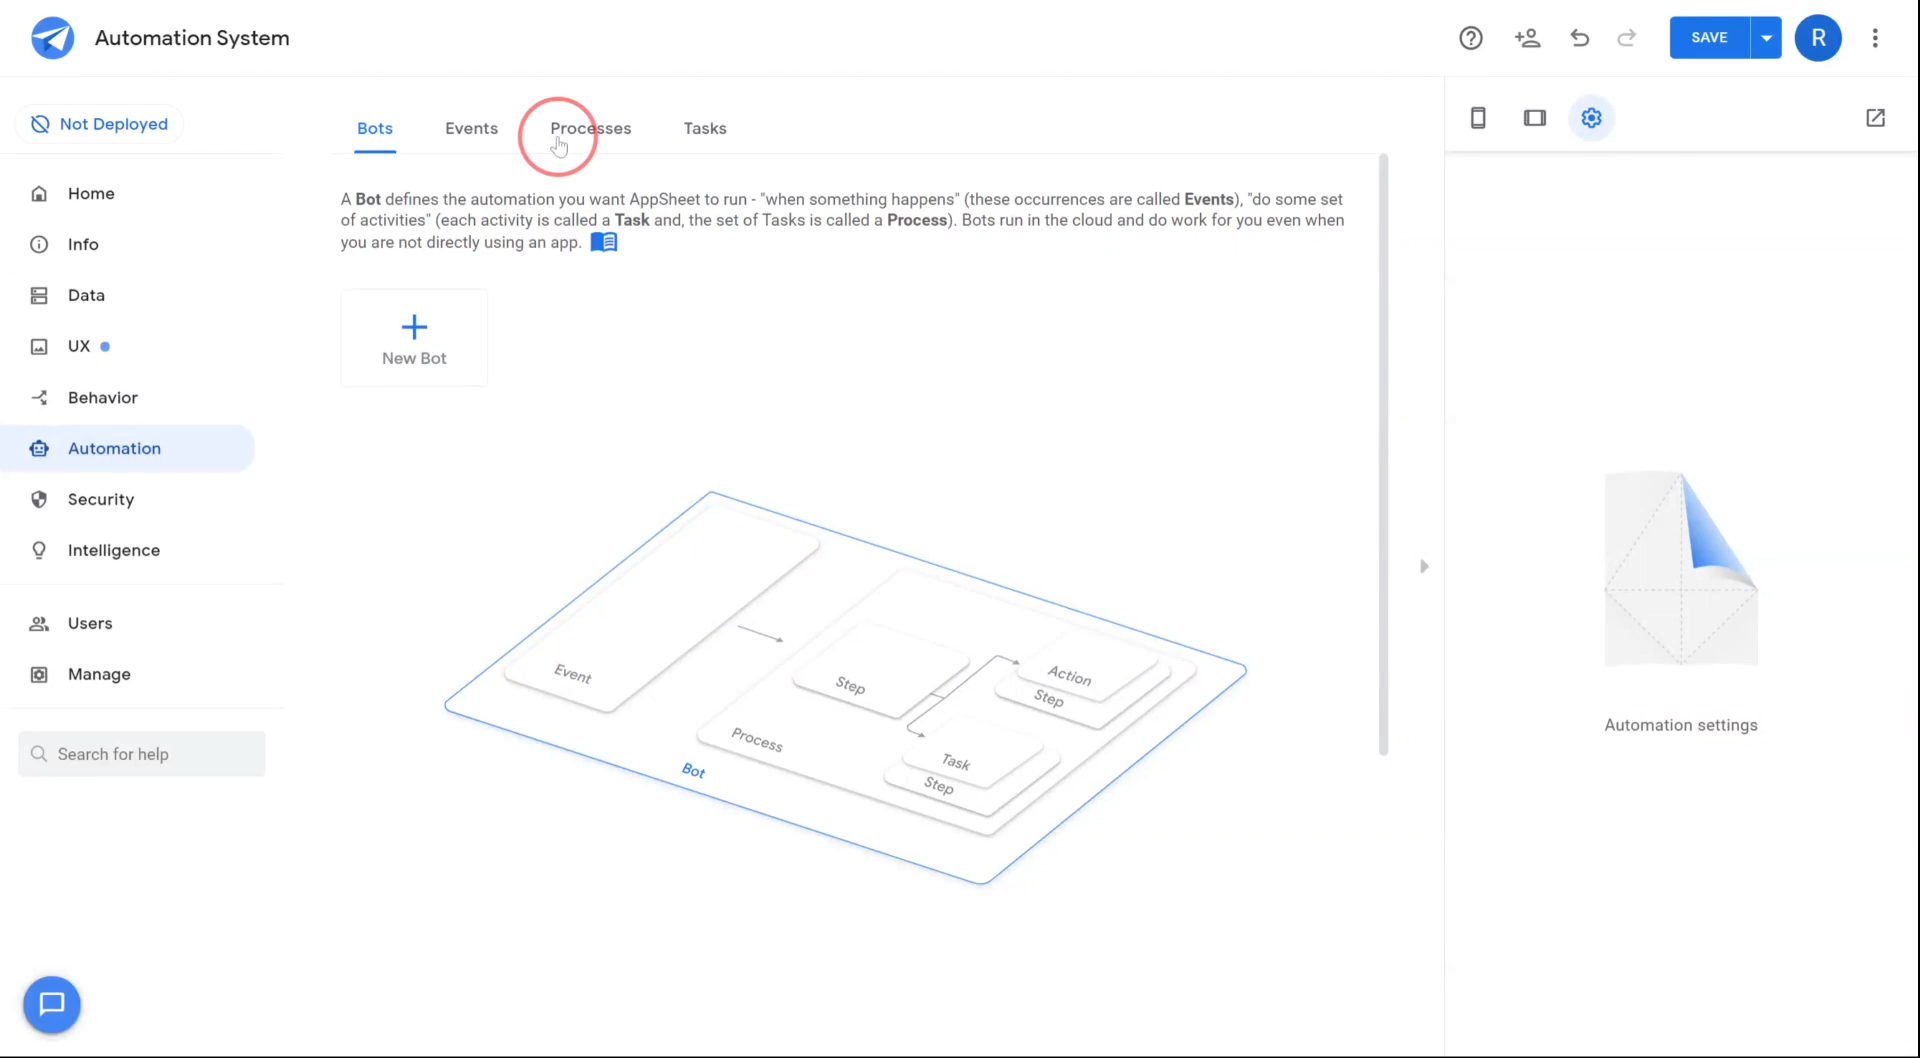 Automation System
SAVE
R
Not Deployed
Bots
Events
Processes
Tasks
Home
Info
Data
UX
Behavior
Automation
Security
Intelligence
Users
Manage
Search for help
A Bot defines the automation you want AppSheet to run - "when something happens" (these occurrences are called Events), "do some set
of activities" (each activity is called a Task and, the set of Tasks is called a Process). Bots run in the cloud and do work for you even when
you are not directly using an app.
New Bot
Event
Step
Action
Step
Process
Task
Step
Bot
Automation settings